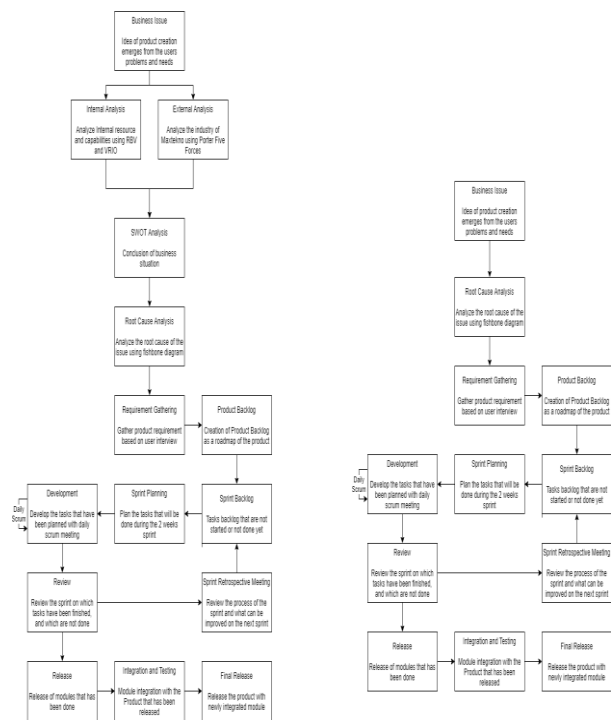 Business Issue
Idea of product creation
emerges from the users
problems and needs
Internal Analysis
Analyze Internal resource
and capabilities using RBV
and VRIO
External Analysis
Analyze the industry of
Maxtekno using Porter Five
Forces
SWOT Analysis
Conclusion of business
situation
Root Cause Analysis
Analyze the root cause of the
issue using fishbone diagram
Requirement Gathering
Gather product requirement
based on user interview
Product Backlog
Creation of Product Backlog
as a roadmap of the product
Daily
Scrum
Development
Develop the tasks that have
been planned with daily
scrum meeting
Sprint Planning
Plan the tasks that will be
done during the 2 weeks
sprint
Sprint Backlog
Tasks backlog that are not
started or not done yet
Review
Review the sprint on which
tasks have been finished,
and which are not done
Sprint Retrospective Meeting
Review the process of the
sprint and what can be
improved on the next sprint
Release
Release of modules that has
been done
Integration and Testing
Module integration with the
Product that has been
released
Final Release
Release the product with
newly integrated module
Business Issue
Idea of product creation
emerges from the users
problems and needs
Root Cause Analysis
Analyze the root cause of the
issue using fishbone diagram
Requirement Gathering
Gather product requirement
based on user interview
Product Backlog
Creation of Product Backlog
as a roadmap of the product
Daily
Scrum
Development
Develop the tasks that have
been planned with daily
scrum meeting
Sprint Planning
Plan the tasks that will be
done during the 2 weeks
sprint
Sprint Backlog
Tasks backlog that are not
started or not done yet
Review
Review the sprint on which
tasks have been finished,
and which are not done
Sprint Retrospective Meeting
Review the process of the
sprint and what can be
improved on the next sprint
Release
Release of modules that has
been done
Integration and Testing
Module integration with the
Product that has been
released
Final Release
Release the product with
newly integrated module